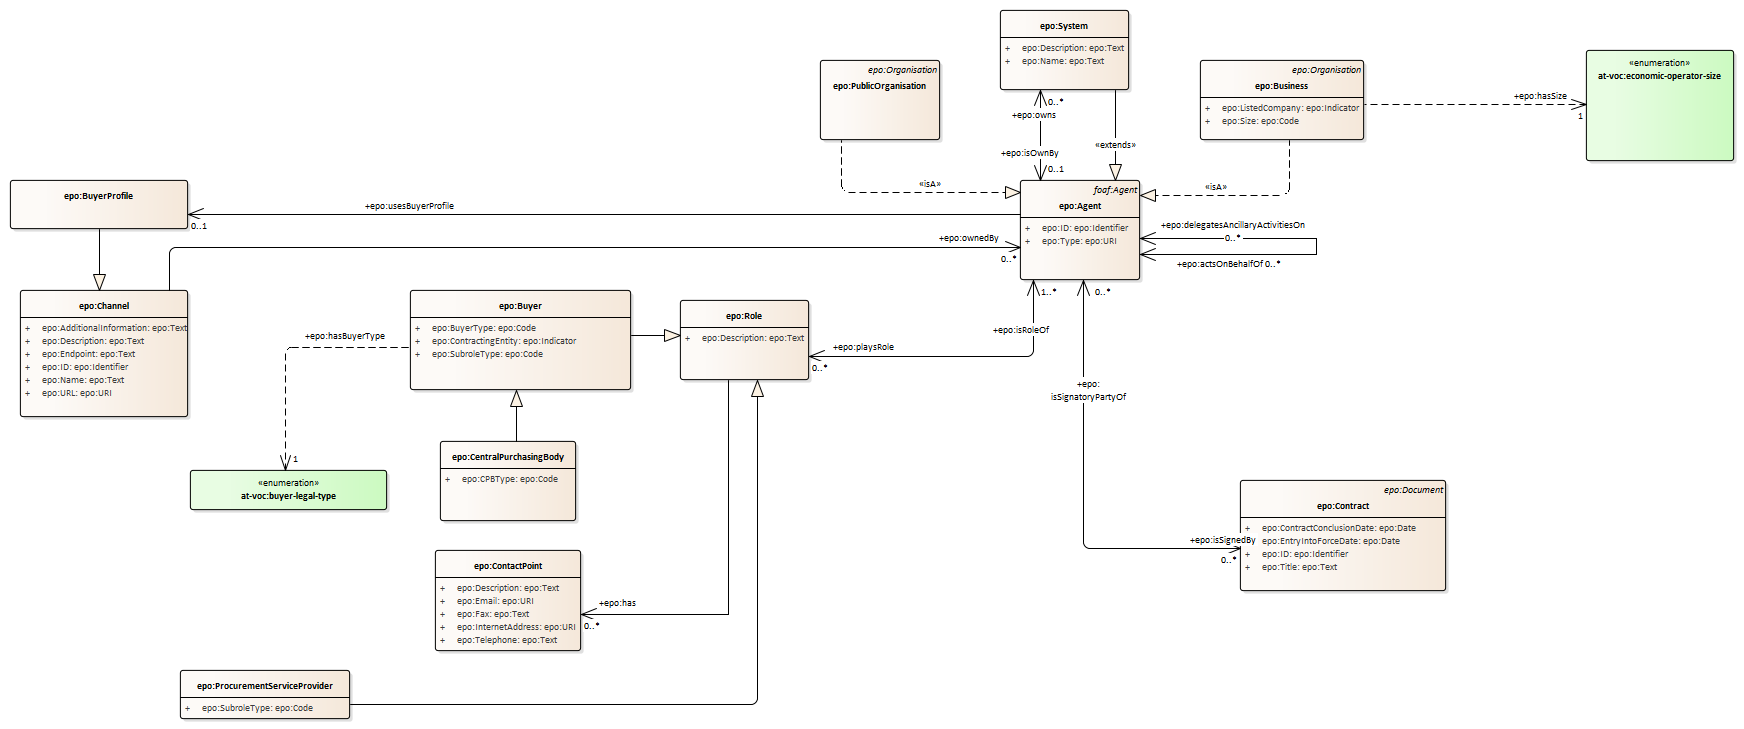 epo:System
+ epo:Description: epo:Text
+ epo:Name: epo:Text
epo:Organisation
epo:PublicOrganisation
epo:Organisation
epo:Business
+ epo:ListedCompany: epo:Indicator
+ epo:Size: epo:Code
+epo:hasSize
1
«enumeration»
at-voc:economic-operator-size
0..*
+epo:owns
+epo:isOwnBy
0..1
«extends»
«isA»
«isA»
foaf:Agent
epo:Agent
+ epo:ID: epo:Identifier
+ epo:Type: epo:URI
epo:BuyerProfile
+epo:usesBuyerProfile
0..1
+epo:ownedBy
0..*
+epo:delegatesAncillaryActivitiesOn
0..*
+epo:actsOnBehalfOf 0..*
epo:Channel
+ epo:AdditionalInformation: epo:Text
+ epo:Description: epo:Text
+ epo:Endpoint: epo:Text
+ epo:ID: epo:Identifier
+ epo:Name: epo:Text
+ epo:URL: epo:URI
+epo:hasBuyerType
1
«enumeration»
at-voc:buyer-legal-type
epo:Buyer
+ epo:BuyerType: epo:Code
+ epo:ContractingEntity: epo:Indicator
+ epo:SubroleType: epo:Code
epo:Role
+ epo:Description: epo:Text
1..*
+epo:isRoleOf
+epo:playsRole
0..*
0..*
+epo:
isSignatoryPartyOf
epo:CentralPurchasingBody
+ epo:CPBType: epo:Code
epo:Document
epo:Contract
+ epo:ContractConclusionDate: epo:Date
epo:EntryIntoForceDate: epo:Date
+ epo:ID: epo:Identifier
+ epo:Title: epo:Text
+epo:isSignedBy
0..*
epo:ContactPoint
+ epo:Description: epo:Text
+ epo:Email: epo:URI
+ epo:Fax: epo:Text
+ epo:InternetAddress: epo:URI
+ epo:Telephone: epo:Text
+epo:has
0..*
epo:ProcurementServiceProvider
+ epo:SubroleType: epo:Code